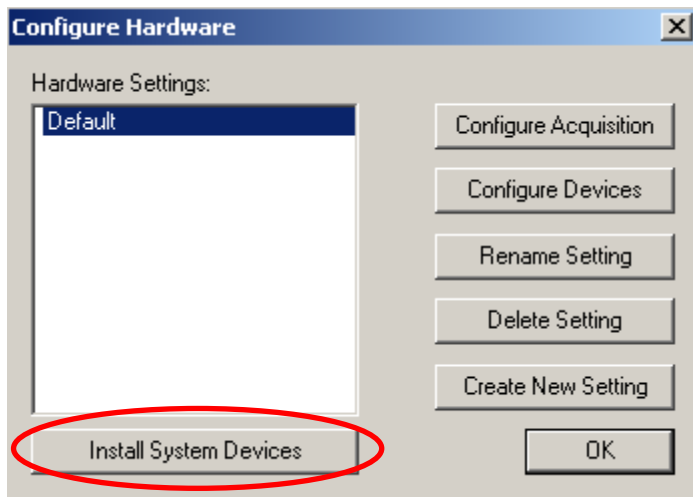 Configure Hardware
Hardware Settings:
Default
Configure Acquisition
Configure Devices
Rename Setting
Delete Setting
Create New Setting
Install System Devices
OK